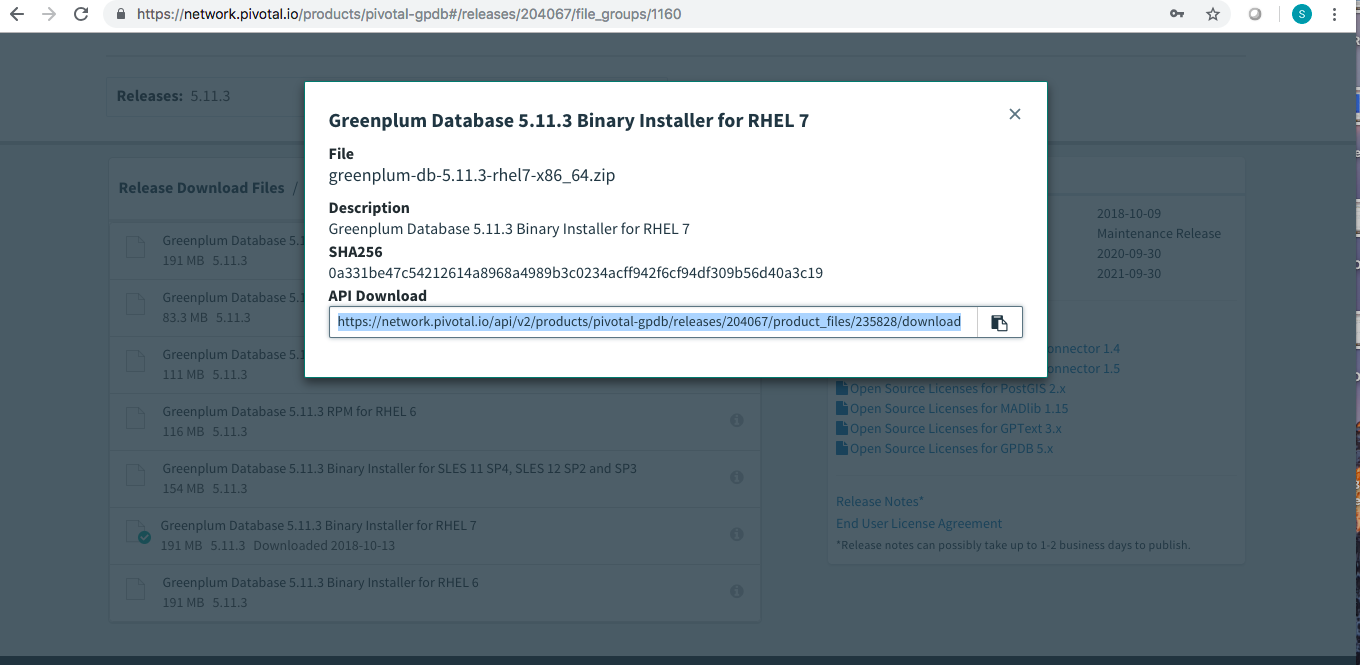 https://network.pivotal.io/products/pivotal-gpdb#/releases/204067/file_groups/1160
S
Releases: 5.11.3
Greenplum Database 5.11.3 Binary Installer for RHEL 7
File
greenplum-db-5.11.3-rhel7-x86_64.zip
Description
Greenplum Database 5.11.3 Binary Installer for RHEL 7
SHA256
0a331be47c54212614a8968a4989b3c0234acff942f6cf94df309b56d40a3c19
API Download
https://network.pivotal.io/api/v2/products/pivotal-gpdb/releases/204067/product_files/235828/download
Release Download Files /
Greenplum Database 5.1
191 MB 5.11.3
Greenplum Database 5.1
83.3 MB 5.11.3
Greenplum Database 5.1
111 MB 5.11.3
Greenplum Database 5.11.3 RPM for RHEL 6
116 MB 5.11.3
Greenplum Database 5.11.3 Binary Installer for SLES 11 SP4, SLES 12 SP2 and SP3
154 MB 5.11.3
Greenplum Database 5.11.3 Binary Installer for RHEL 7
191 MB 5.11.3 Downloaded 2018-10-13
Greenplum Database 5.11.3 Binary Installer for RHEL 6
191 MB 5.11.3
2018-10-09
Maintenance Release
2020-09-30
2021-09-30
onnector 1.4
onnector 1.5
Open Source Licenses for PostGIS 2.x
Open Source Licenses for MADlib 1.15
Open Source Licenses for GPText 3.x
Open Source Licenses for GPDB 5.x
Release Notes*
End User License Agreement
*Release notes can possibly take up to 1-2 business days to publish.